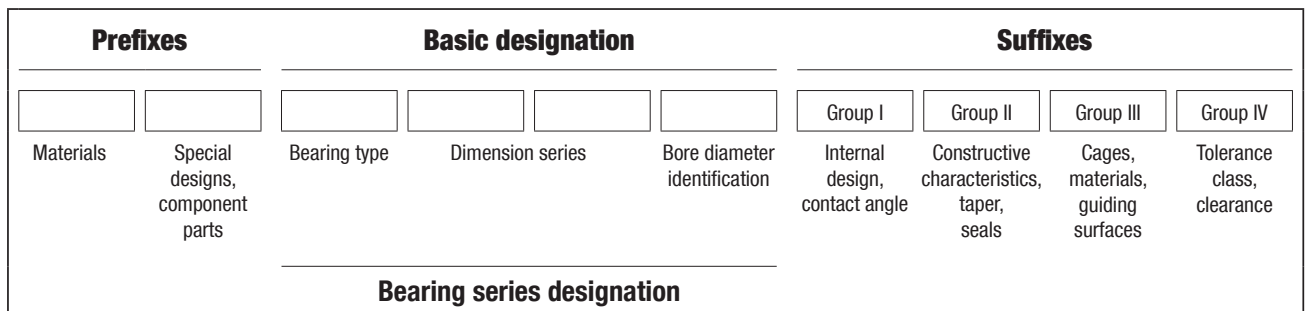 Prefixes
Basic designation
Suffixes
Group I
Group II
Group III
Group IV
Materials
Special
designs,
component
parts
Bearing type
Dimension series
Bore diameter
identification
Internal
design,
contact angle
Constructive
characteristics,
taper,
seals
Cages,
materials,
guiding
surfaces
Tolerance
class,
clearance
Bearing series designation